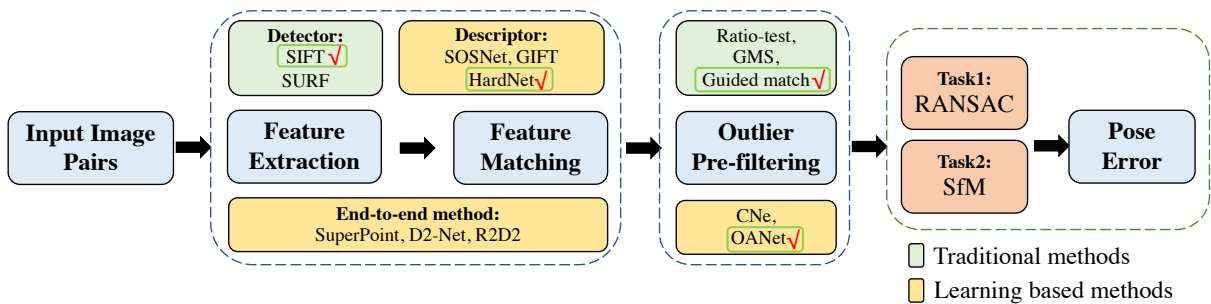 Input Image
Pairs
Detector:
SIFT√
SURF
Descriptor:
SOSNet, GIFT
HardNet√
Feature
Extraction
Feature
Matching
End-to-end method:
SuperPoint, D2-Net, R2D2
Ratio-test,
GMS,
Guided match√
Outlier
Pre-filtering
CNe,
OANet√
Task1:
RANSAC
Task2:
SfM
Pose
Error
Traditional methods
Learning based methods